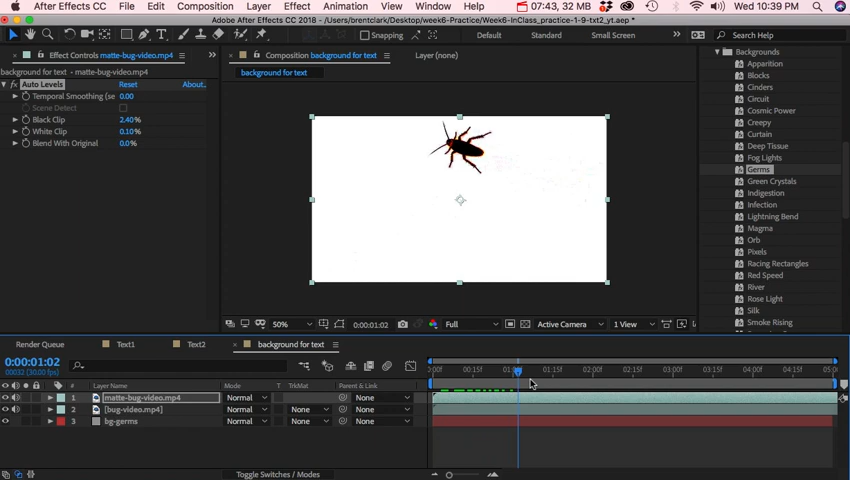 After Effects CC File Edit Composition Layer Effect Animation View Window Help 07:43, 32 MB Wed Nov 17 10:39 PM
Adobe After Effects CC 2018 - /Users/brentclark/Desktop/week6-Practice/Week6-InClass_practice-1-9-txt2_yt.aep *
Snapping Default Standard Small Screen Search Help
Effect Controls matte-bug-video.mp4
background for text • matte-bug-video.mp4
fx Auto Levels Reset About...
Temporal Smoothing (se 0.00
Scene Detect
Black Clip 2.40%
White Clip 0.10%
Blend With Original 0.0%
Composition background for text Layer (none)
background for text
50% 0:00:01:02 Full Active Camera 1 View
Backgrounds
Apparition
Blocks
Cinders
Circuit
Cosmic Power
Creepy
Curtain
Deep Tissue
Fog Lights
Germs
Green Crystals
Indigestion
Infection
Lightning Bend
Magma
Orb
Pixels
Racing Rectangles
Red Speed
River
Rose Light
Silk
Smoke Rising
Render Queue Text1 Text2 background for text
0:00:01:02
00032 (30.00 fps)
:00f 00:15f 01:00f 01:15f 02:00f 02:15f 03:00f 03:15f 04:00f 04:15f 05:00
# Layer Name Mode T TrkMat Parent & Link
1 matte-bug-video.mp4 Normal None
2 [bug-video.mp4] Normal None None
3 bg-germs Normal None None
Toggle Switches / Modes